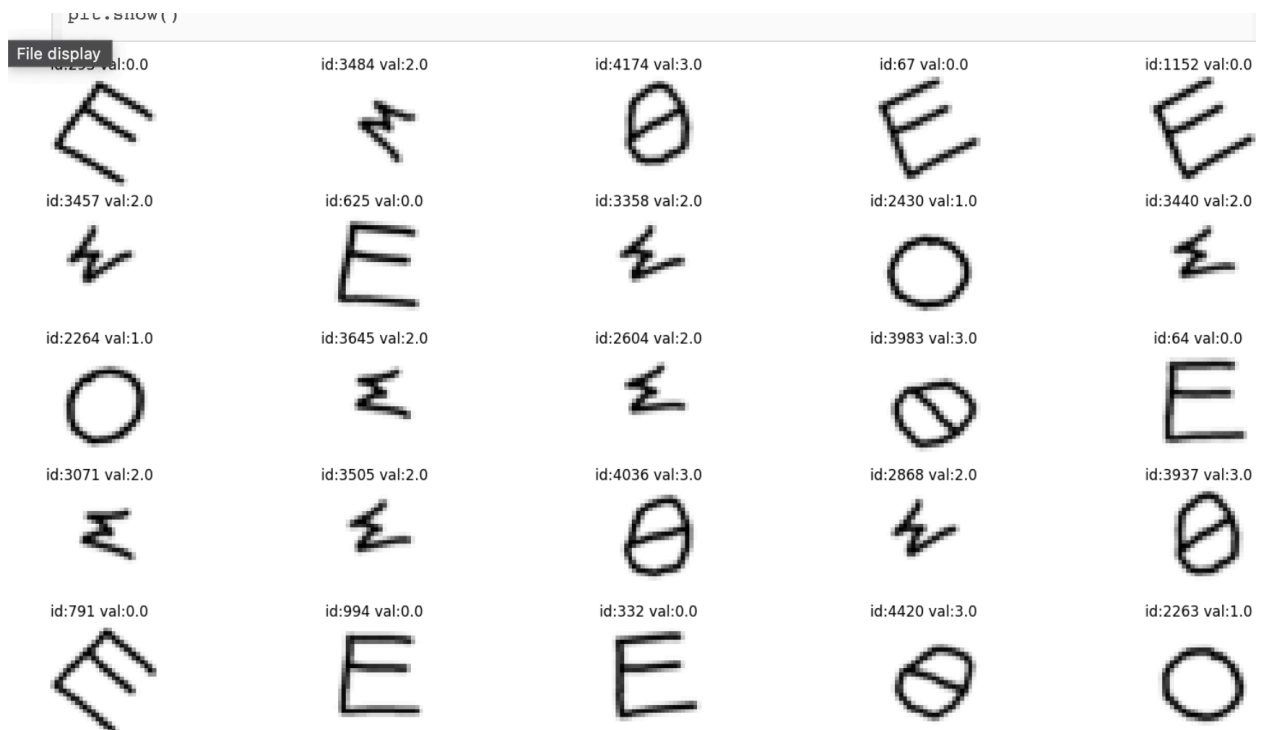 plt.show()
File display
val:0.0 id:3484 val:2.0 id:4174 val:3.0 id:67 val:0.0 id:1152 val:0.0
E Σ θ E E
id:3457 val:2.0 id:625 val:0.0 id:3358 val:2.0 id:2430 val:1.0 id:3440 val:2.0
Σ E Σ O Σ
id:2264 val:1.0 id:3645 val:2.0 id:2604 val:2.0 id:3983 val:3.0 id:64 val:0.0
O Σ Σ θ E
id:3071 val:2.0 id:3505 val:2.0 id:4036 val:3.0 id:2868 val:2.0 id:3937 val:3.0
Σ Σ θ Σ θ
id:791 val:0.0 id:994 val:0.0 id:332 val:0.0 id:4420 val:3.0 id:2263 val:1.0
E E E θ O